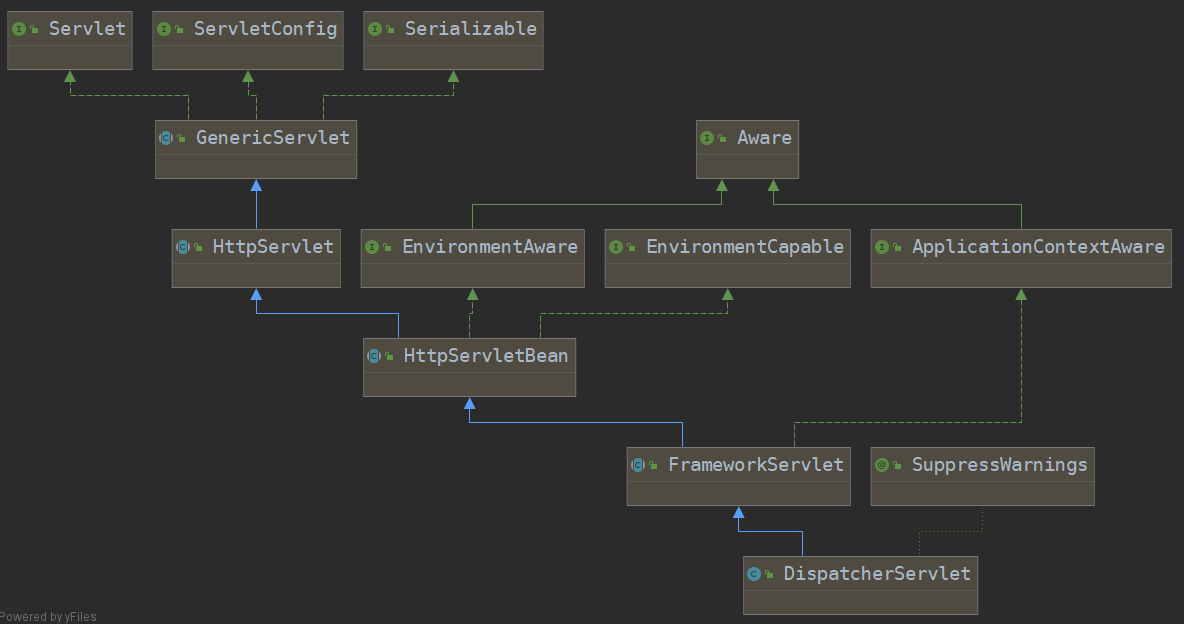 Servlet
ServletConfig
Serializable
GenericServlet
Aware
HttpServlet
EnvironmentAware
EnvironmentCapable
ApplicationContextAware
HttpServletBean
FrameworkServlet
SuppressWarnings
DispatcherServlet
Powered by yFiles